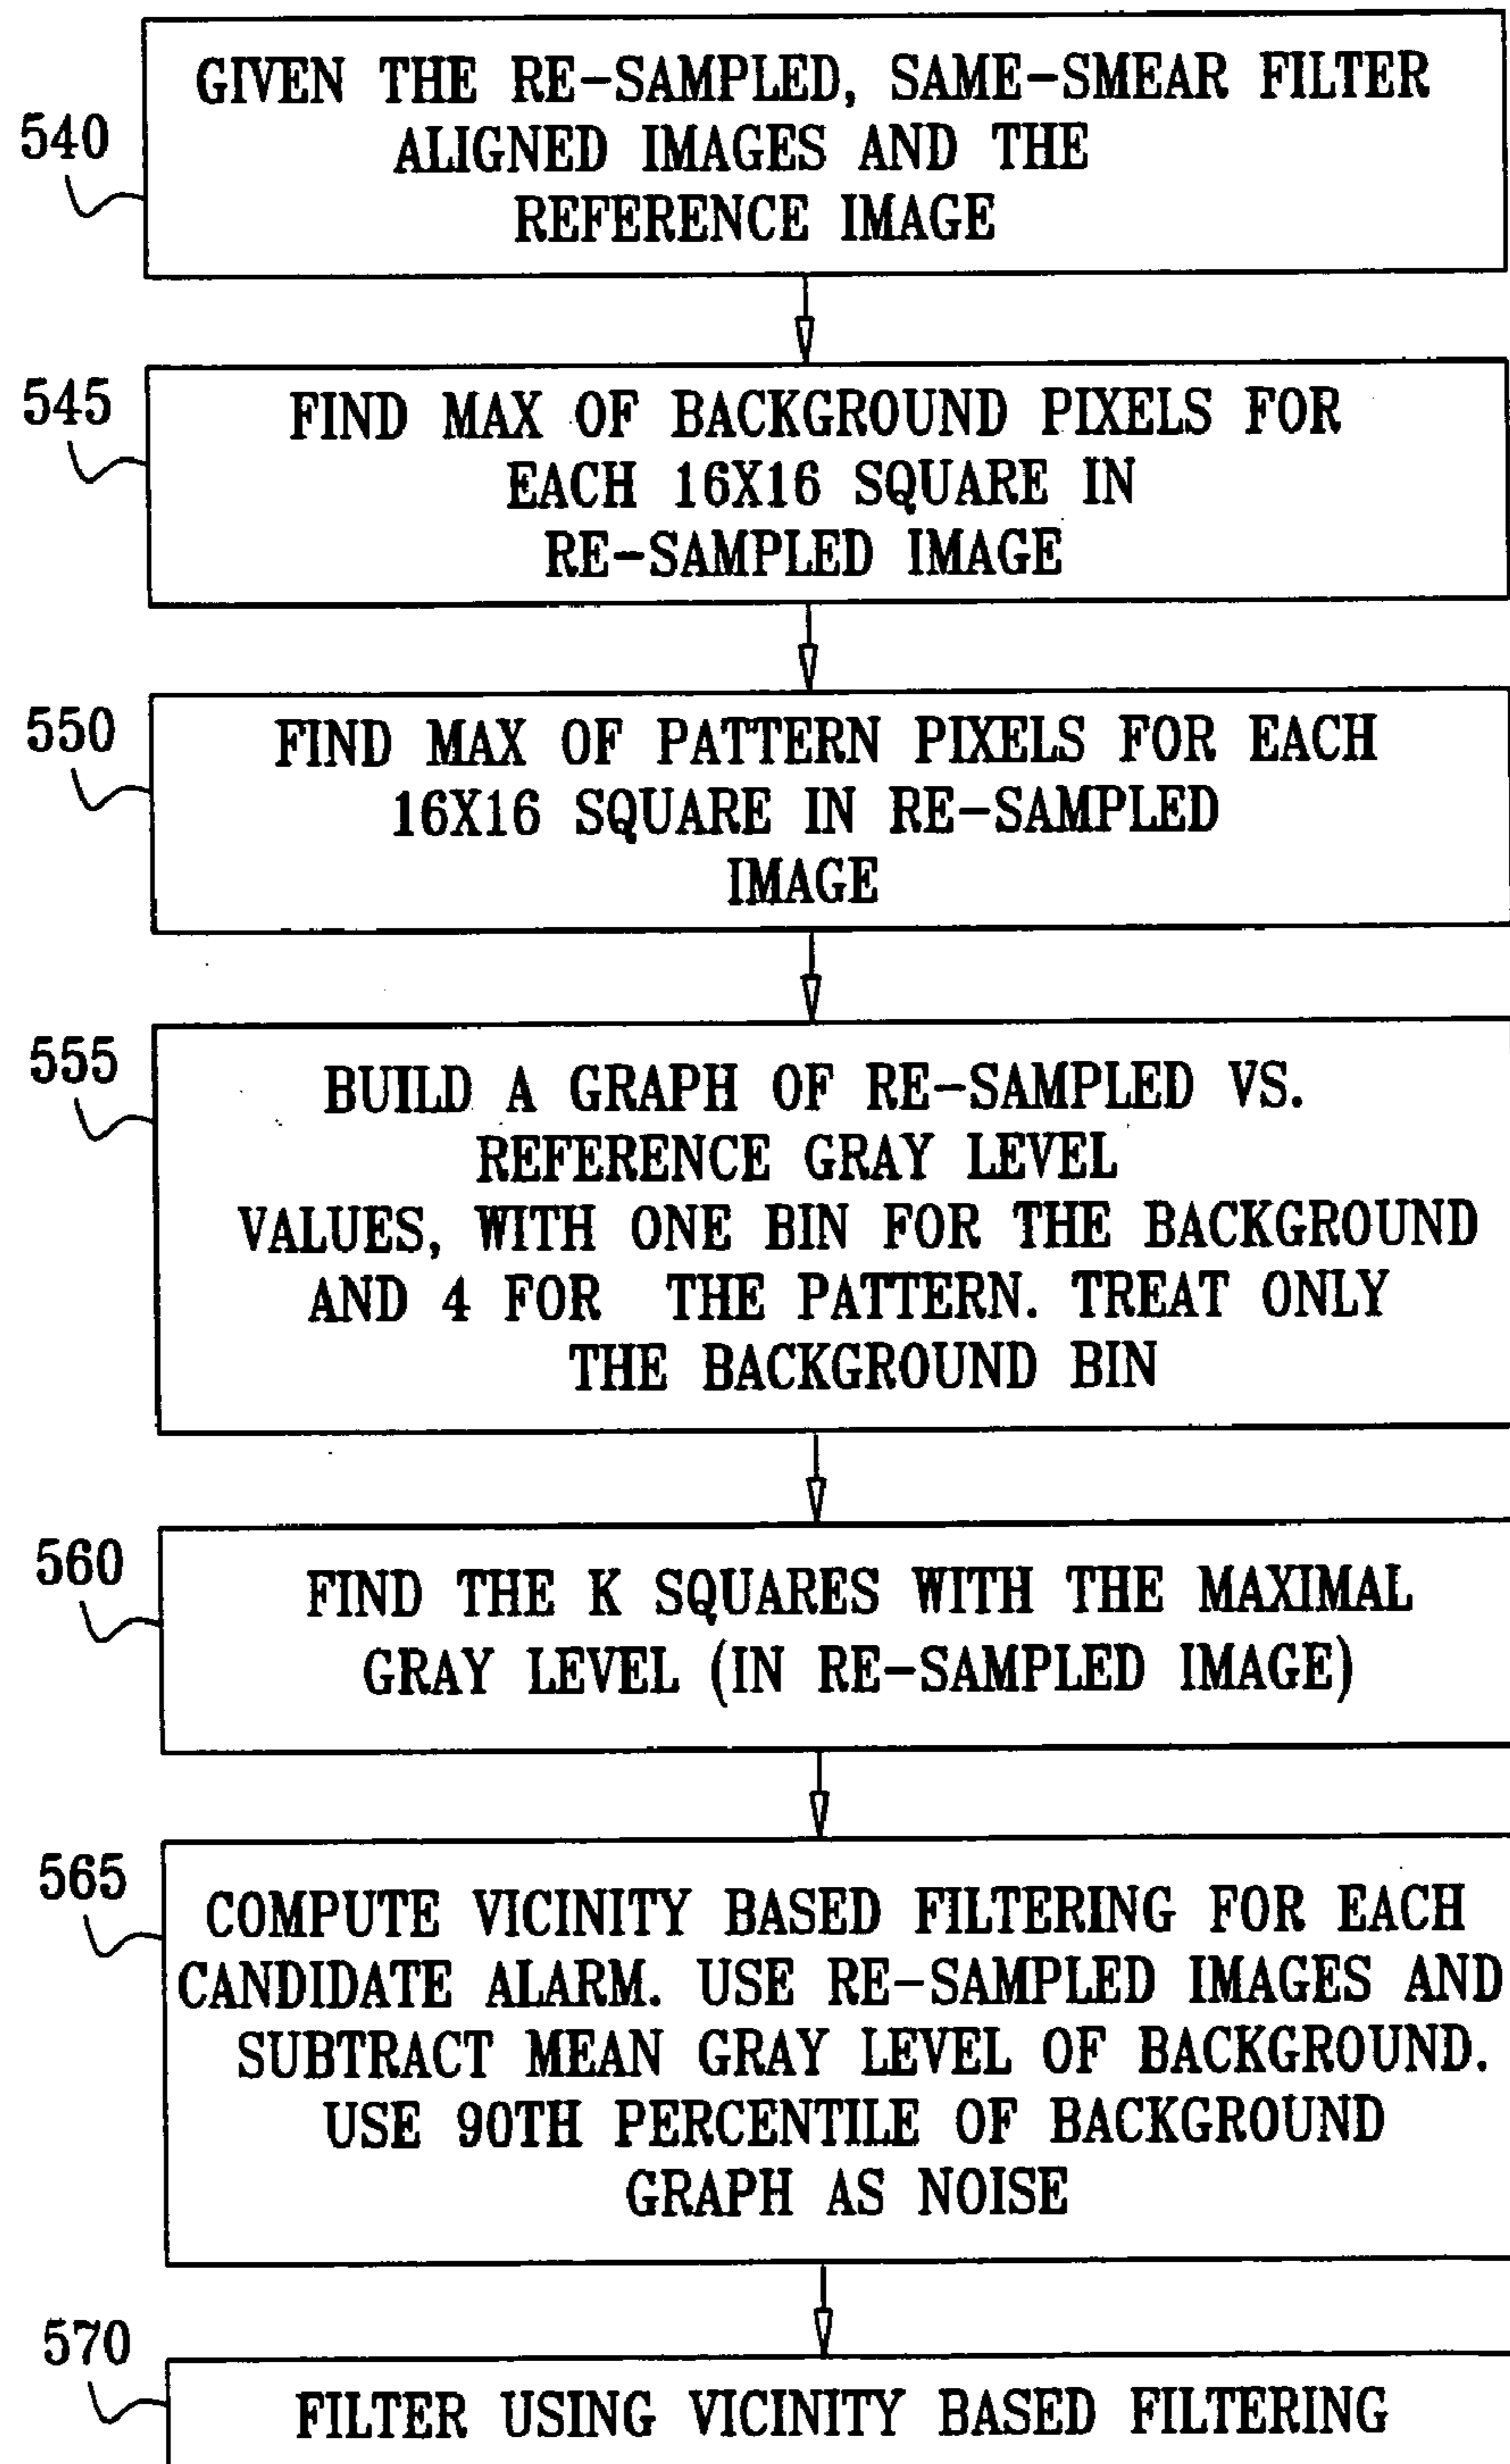 540
GIVEN THE RE-SAMPLED, SAME-SMEAR FILTER
ALIGNED IMAGES AND THE
REFERENCE IMAGE
545
FIND MAX OF BACKGROUND PIXELS FOR
EACH 16X16 SQUARE IN
RE-SAMPLED IMAGE
550
FIND MAX OF PATTERN PIXELS FOR EACH
16X16 SQUARE IN RE-SAMPLED
IMAGE
555
BUILD A GRAPH OF RE-SAMPLED VS.
REFERENCE GRAY LEVEL
VALUES, WITH ONE BIN FOR THE BACKGROUND
AND 4 FOR THE PATTERN. TREAT ONLY
THE BACKGROUND BIN
560
FIND THE K SQUARES WITH THE MAXIMAL
GRAY LEVEL (IN RE-SAMPLED IMAGE)
565
COMPUTE VICINITY BASED FILTERING FOR EACH
CANDIDATE ALARM. USE RE-SAMPLED IMAGES AND
SUBTRACT MEAN GRAY LEVEL OF BACKGROUND.
USE 90TH PERCENTILE OF BACKGROUND
GRAPH AS NOISE
570
FILTER USING VICINITY BASED FILTERING